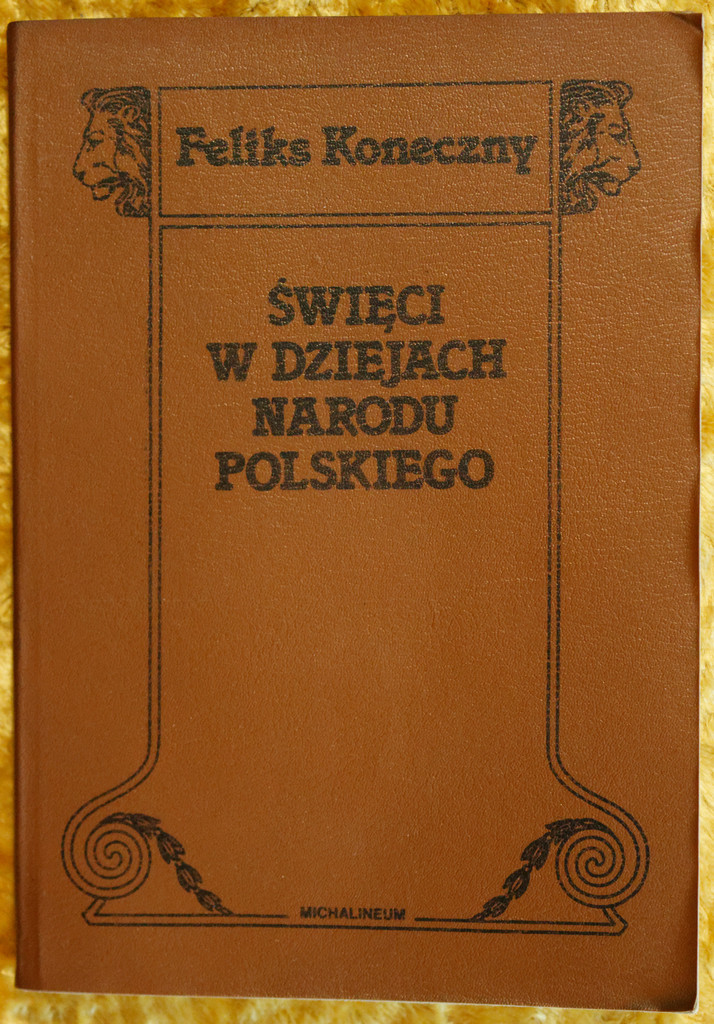 Feliks Koneczny
ŚWIĘCI
W DZIEJACH
NARODU
POLSKIEGO
MICHALINEUM